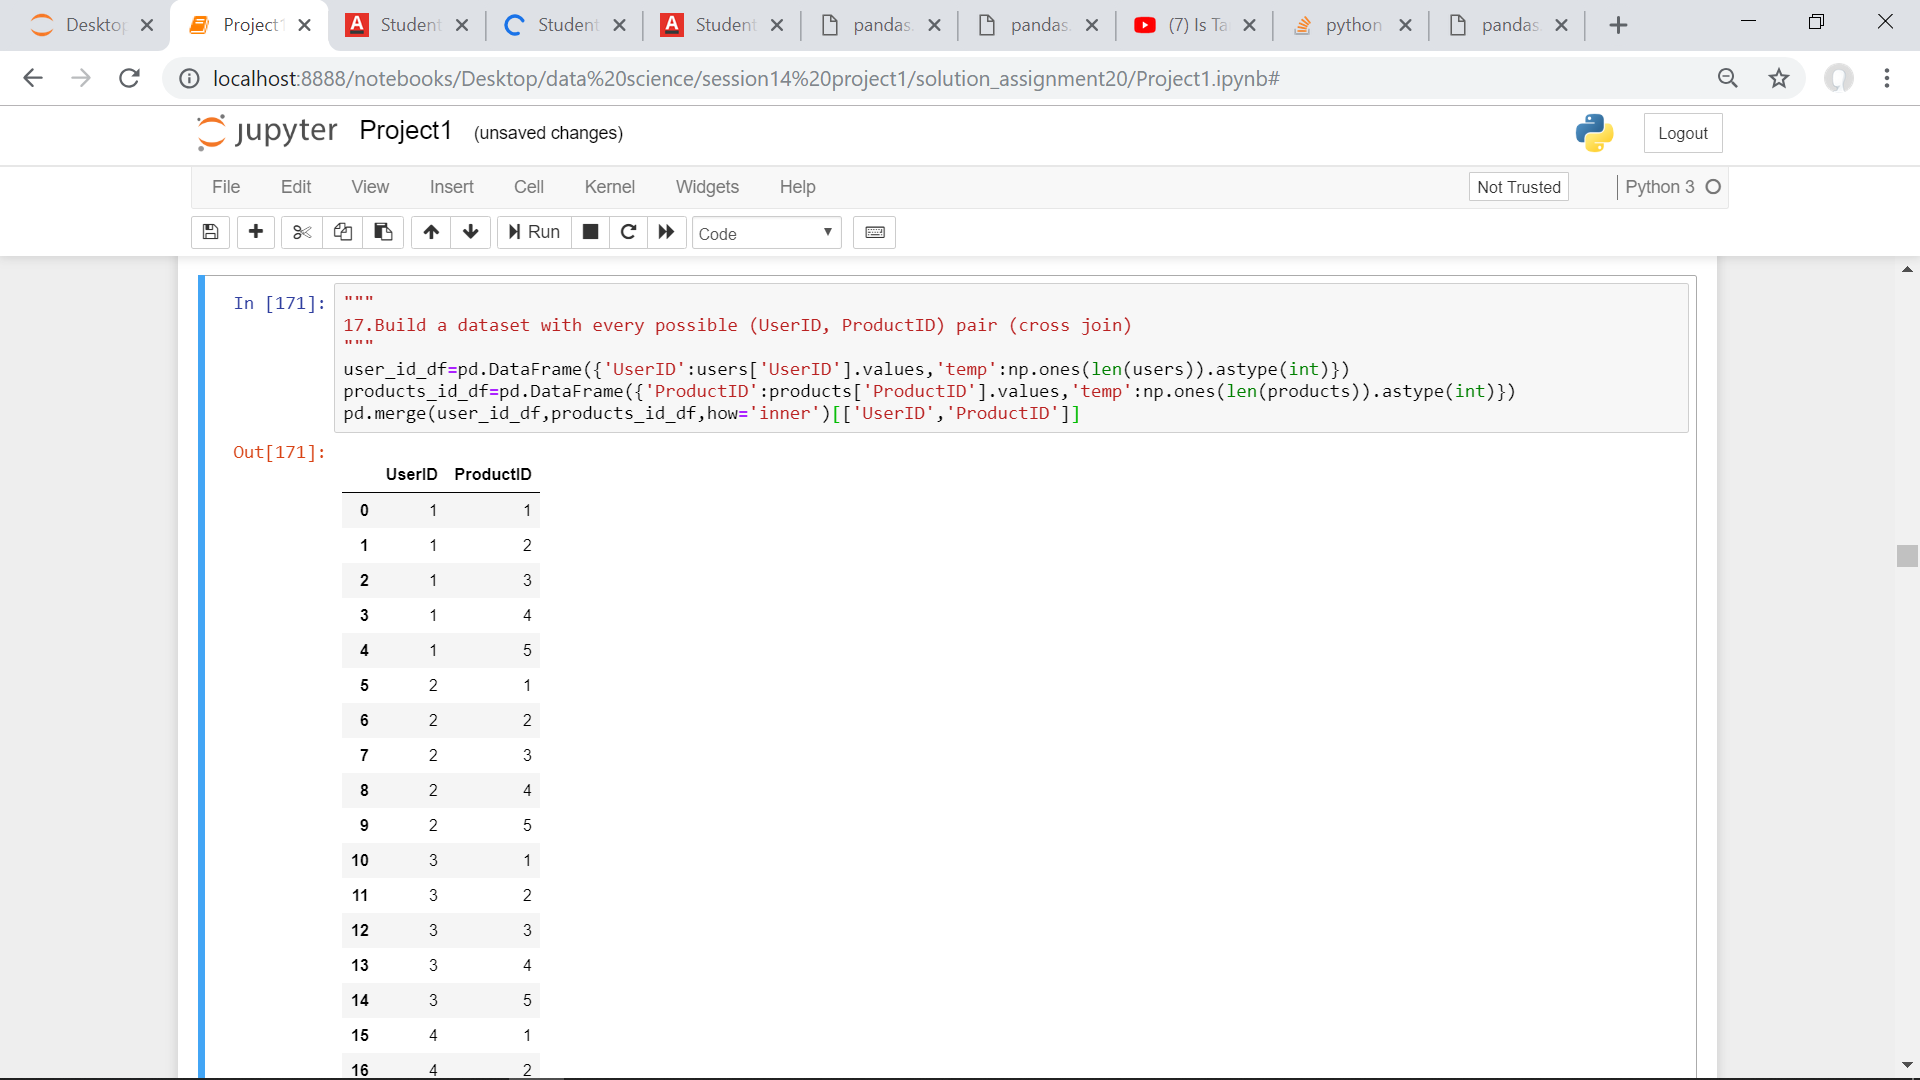 Desktop Project1 Student Student Student pandas. pandas. (7) Is Ta python pandas
localhost:8888/notebooks/Desktop/data%20science/session14%20project1/solution_assignment20/Project1.ipynb#
jupyter Project1 (unsaved changes) Logout
File Edit View Insert Cell Kernel Widgets Help Not Trusted Python 3
Run Code
In [171]: """
17.Build a dataset with every possible (UserID, ProductID) pair (cross join)
"""
user_id_df=pd.DataFrame({'UserID':users['UserID'].values,'temp':np.ones(len(users)).astype(int)})
products_id_df=pd.DataFrame({'ProductID':products['ProductID'].values,'temp':np.ones(len(products)).astype(int)})
pd.merge(user_id_df,products_id_df,how='inner')[['UserID','ProductID']]
Out[171]:
UserID ProductID
0 1 1
1 1 2
2 1 3
3 1 4
4 1 5
5 2 1
6 2 2
7 2 3
8 2 4
9 2 5
10 3 1
11 3 2
12 3 3
13 3 4
14 3 5
15 4 1
16 4 2